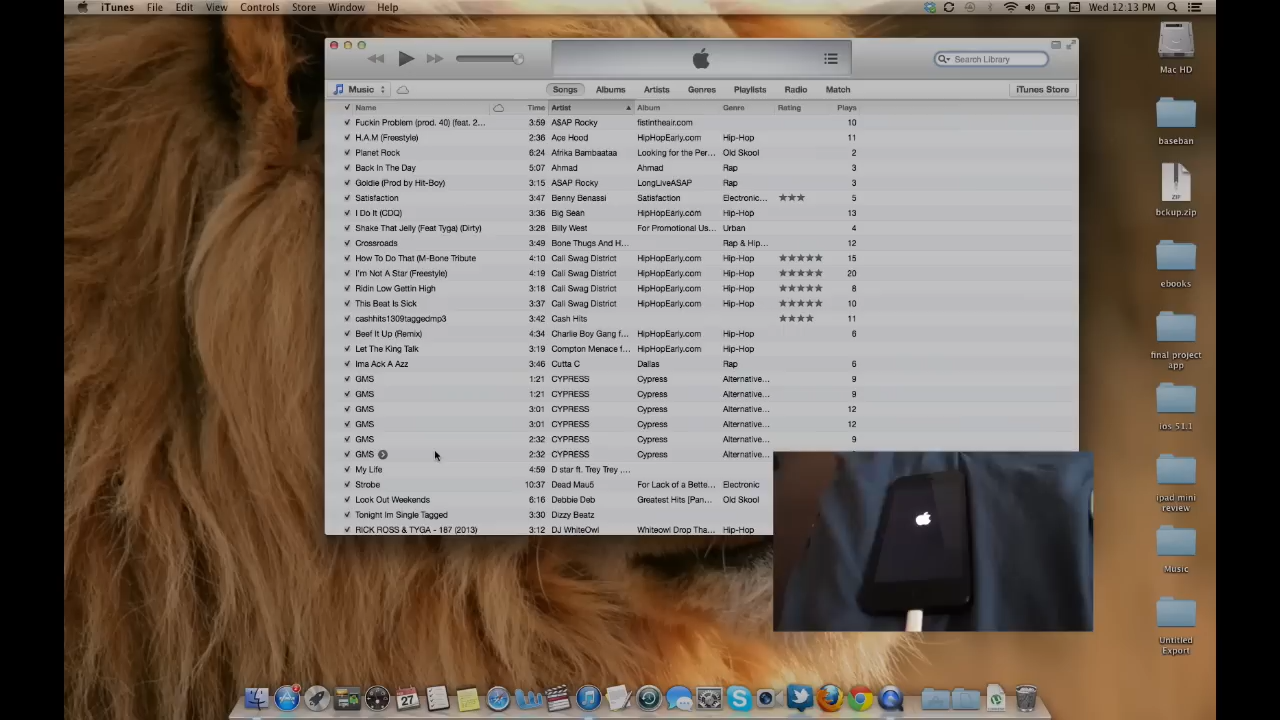 iTunes File Edit View Controls Store Window Help Wed 12:13 PM
Search Library
Music Songs Albums Artists Genres Radio Playlists Match iTunes Store
Name Time Artist Album Genre Rating Plays
Fuckin Problem (prod. 40) (feat. 2... 3:59 A$AP Rocky fistintheair.com 10
H.A.M (Freestyle) 2:36 Ace Hood HipHopEarly.com Hip-Hop 11
Planet Rock 6:24 Afrika Bambaataa Looking for the Per... Old Skool 2
Back In The Day 5:07 Ahmad Ahmad Rap 3
Goldie (Prod by Hit-Boy) 3:15 ASAP Rocky LongLiveASAP Rap 3
Satisfaction 3:47 Benny Benassi Satisfaction Electronic... ★★★ 5
I Do It (CDQ) 3:36 Big Sean HipHopEarly.com Hip-Hop 13
Shake That Jelly (Feat Tyga) (Dirty) 3:28 Billy West For Promotional Us... Urban 4
Crossroads 3:49 Bone Thugs And H... Rap & Hip... 12
How To Do That (M-Bone Tribute 4:10 Cali Swag District HipHopEarly.com Hip-Hop ★★★★★ 15
I'm Not A Star (Freestyle) 4:19 Cali Swag District HipHopEarly.com Hip-Hop ★★★★★ 20
Ridin Low Gettin High 3:18 Cali Swag District HipHopEarly.com Hip-Hop ★★★★★ 8
This Beat Is Sick 3:37 Cali Swag District HipHopEarly.com Hip-Hop ★★★★★ 10
cashhits1309taggedmp3 3:42 Cash Hits ★★★★ 11
Beef It Up (Remix) 4:34 Charlie Boy Gang f... HipHopEarly.com Hip-Hop 6
Let The King Talk 3:19 Compton Menace f... HipHopEarly.com Hip-Hop
Ima Ack A Azz 3:46 Cutta C Dallas Rap 6
GMS 1:21 CYPRESS Cypress Alternative... 9
GMS 1:21 CYPRESS Cypress Alternative... 9
GMS 3:01 CYPRESS Cypress Alternative... 12
GMS 3:01 CYPRESS Cypress Alternative... 12
GMS 2:32 CYPRESS Cypress Alternative... 9
GMS 2:32 CYPRESS Cypress Alternative...
My Life 4:59 D star ft. Trey Trey ,...
Strobe 10:37 Dead Mau5 For Lack of a Bette... Electronic
Look Out Weekends 6:16 Debbie Deb Greatest Hits [Pan... Old Skool
Tonight Im Single Tagged 3:30 Dizzy Beatz
RICK ROSS & TYGA - 187 (2013) 3:12 DJ WhiteOwl Whiteowl Drop Tha... Hip-Hop
Mac HD
baseban
ZIP
bckup.zip
ebooks
final project
app
ios 51.1
ipad mini
review
Music
Untitled
Export
27